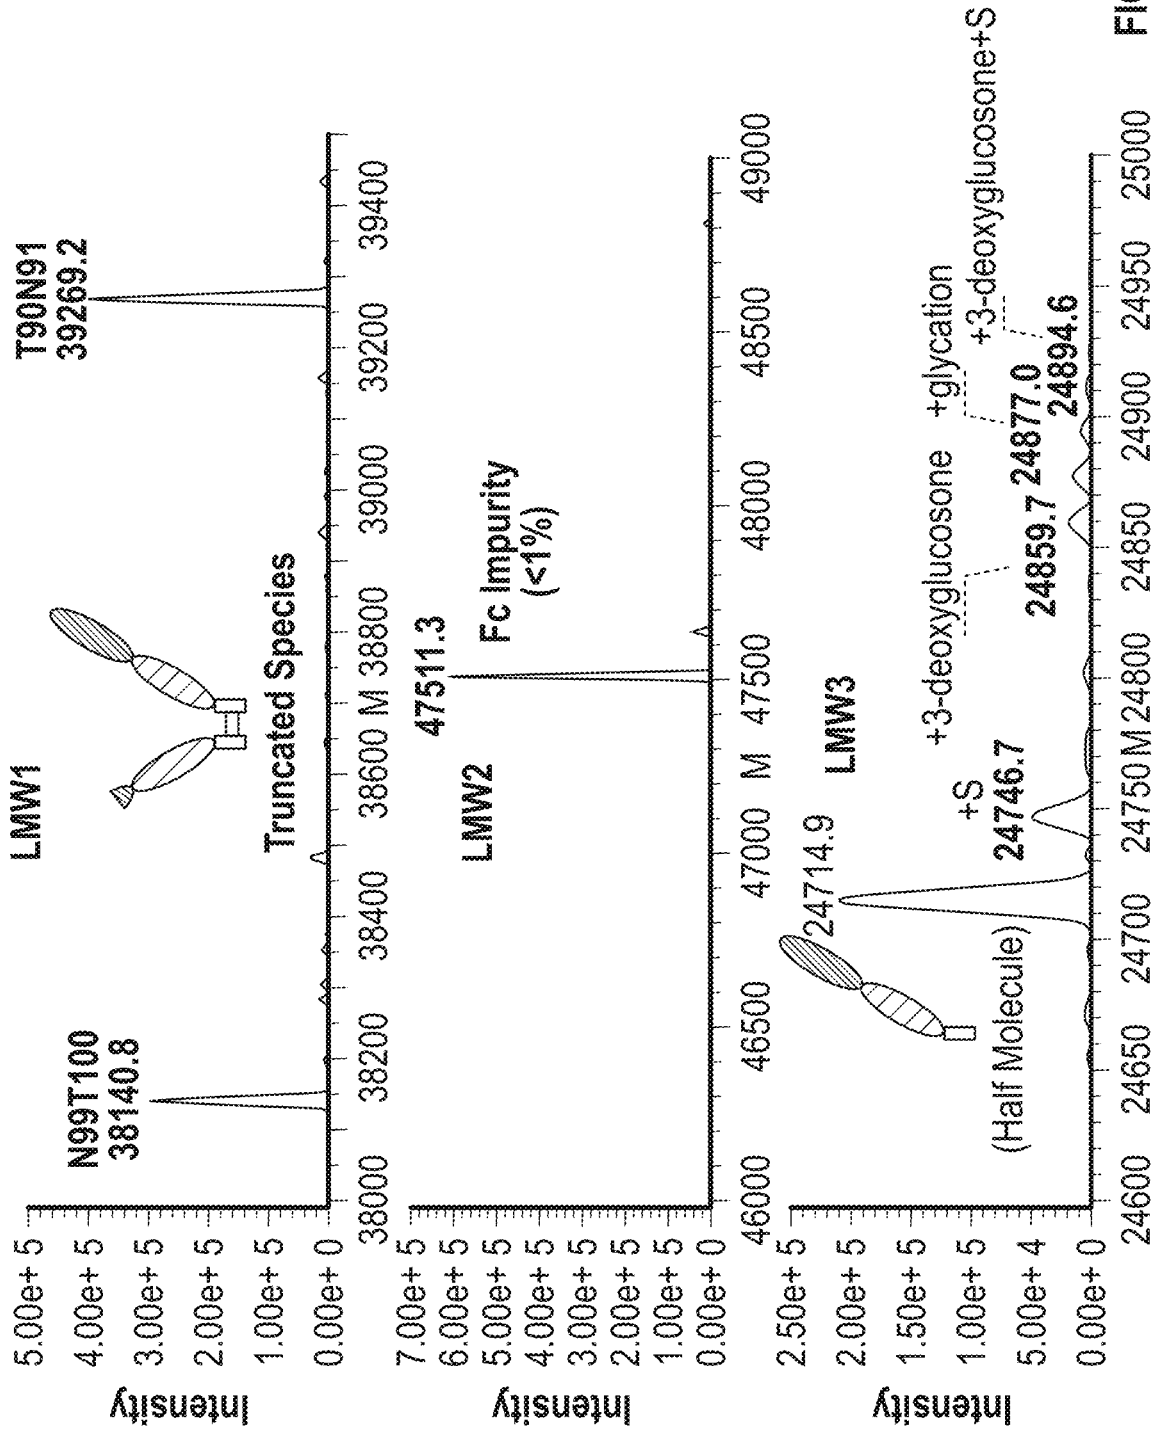 LMW1
5.00e+ 5
4.00e+ 5
3.00e+ 5
2.00e+ 5
1.00e+ 5
0.00e+ 0
Intensity
N99T100
38140.8
T90N91
39269.2
Truncated Species
38000
38200
38400
38600
M
38800
39000
39200
39400
7.00e+ 5
6.00e+ 5
5.00e+ 5
4.00e+ 5
3.00e+ 5
2.00e+ 5
1.00e+ 5
0.00e+ 0
Intensity
LMW2
47511.3
Fc Impurity
(<1%)
46000
46500
47000
M
47500
48000
48500
49000
2.50e+ 5
2.00e+ 5
1.50e+ 5
1.00e+ 5
5.00e+ 4
0.00e+ 0
Intensity
LMW3
24714.9
(Half Molecule)
+S
24746.7
+3-deoxyglucosone
24859.7
+glycation
24877.0
+3-deoxyglucosone+S
24894.6
24600
24650
24700
24750
M
24800
24850
24900
24950
25000